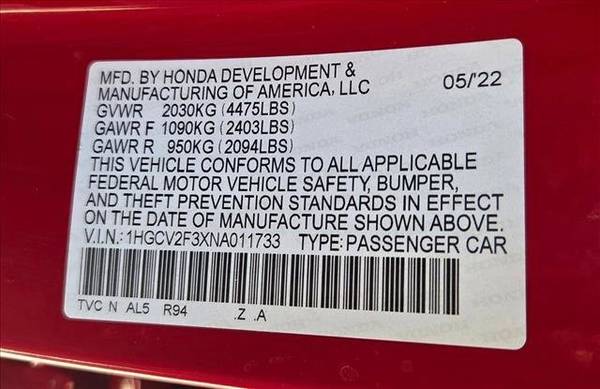 MFD. BY HONDA DEVELOPMENT &
MANUFACTURING OF AMERICA, LLC 05/'22
GVWR 2030KG (4475LBS)
GAWR F 1090KG (2403LBS)
GAWR R 950KG (2094LBS)
THIS VEHICLE CONFORMS TO ALL APPLICABLE
FEDERAL MOTOR VEHICLE SAFETY, BUMPER,
AND THEFT PREVENTION STANDARDS IN EFFECT
ON THE DATE OF MANUFACTURE SHOWN ABOVE.
V.I.N.: 1HGCV2F3XNA011733 TYPE: PASSENGER CAR
TVC N AL5 R94 .Z .A